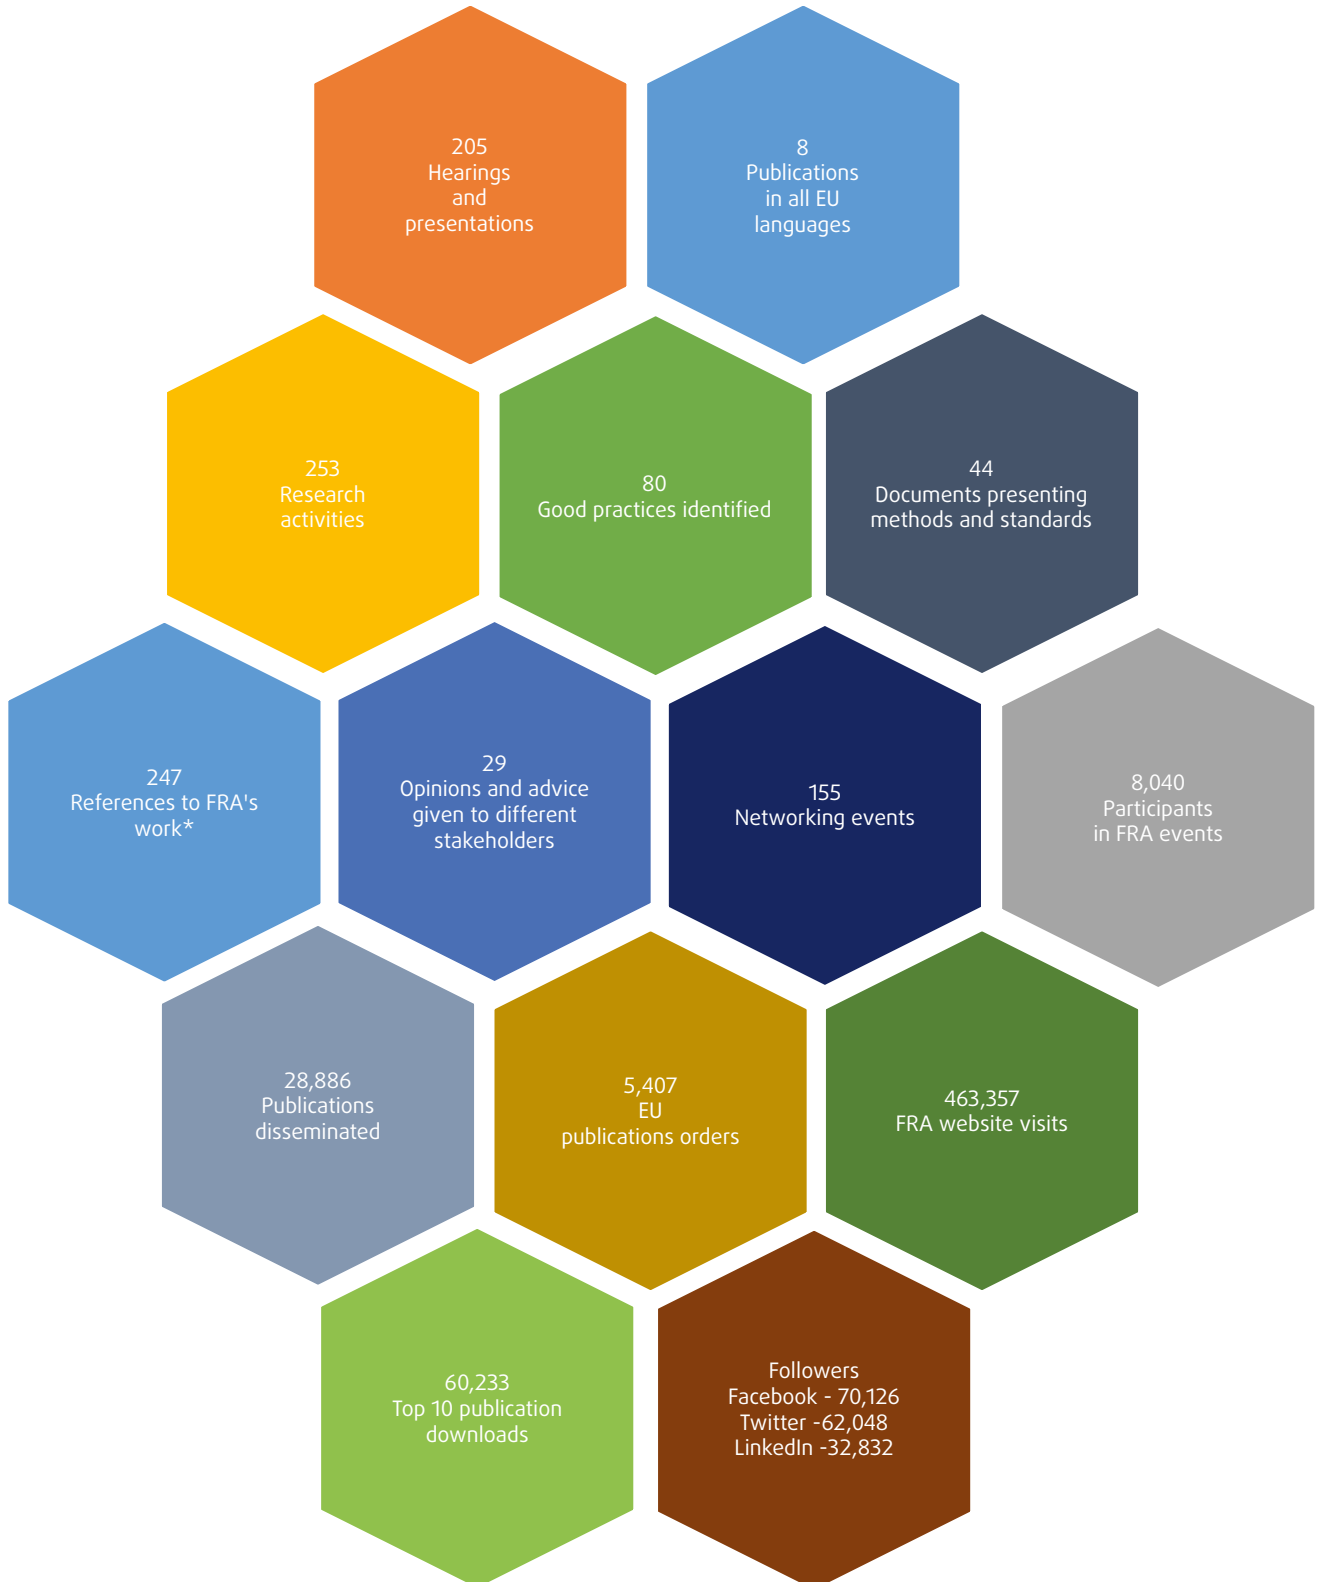 205
Hearings
and
presentations
8
Publications
in all EU
languages
253
Research
activities
80
Good practices identified
44
Documents presenting
methods and standards
247
References to FRA's
work*
29
Opinions and advice
given to different
stakeholders
155
Networking events
8,040
Participants
in FRA events
28,886
Publications
disseminated
5,407
EU
publications orders
463,357
FRA website visits
60,233
Top 10 publication
downloads
Followers
Facebook - 70,126
Twitter -62,048
LinkedIn -32,832